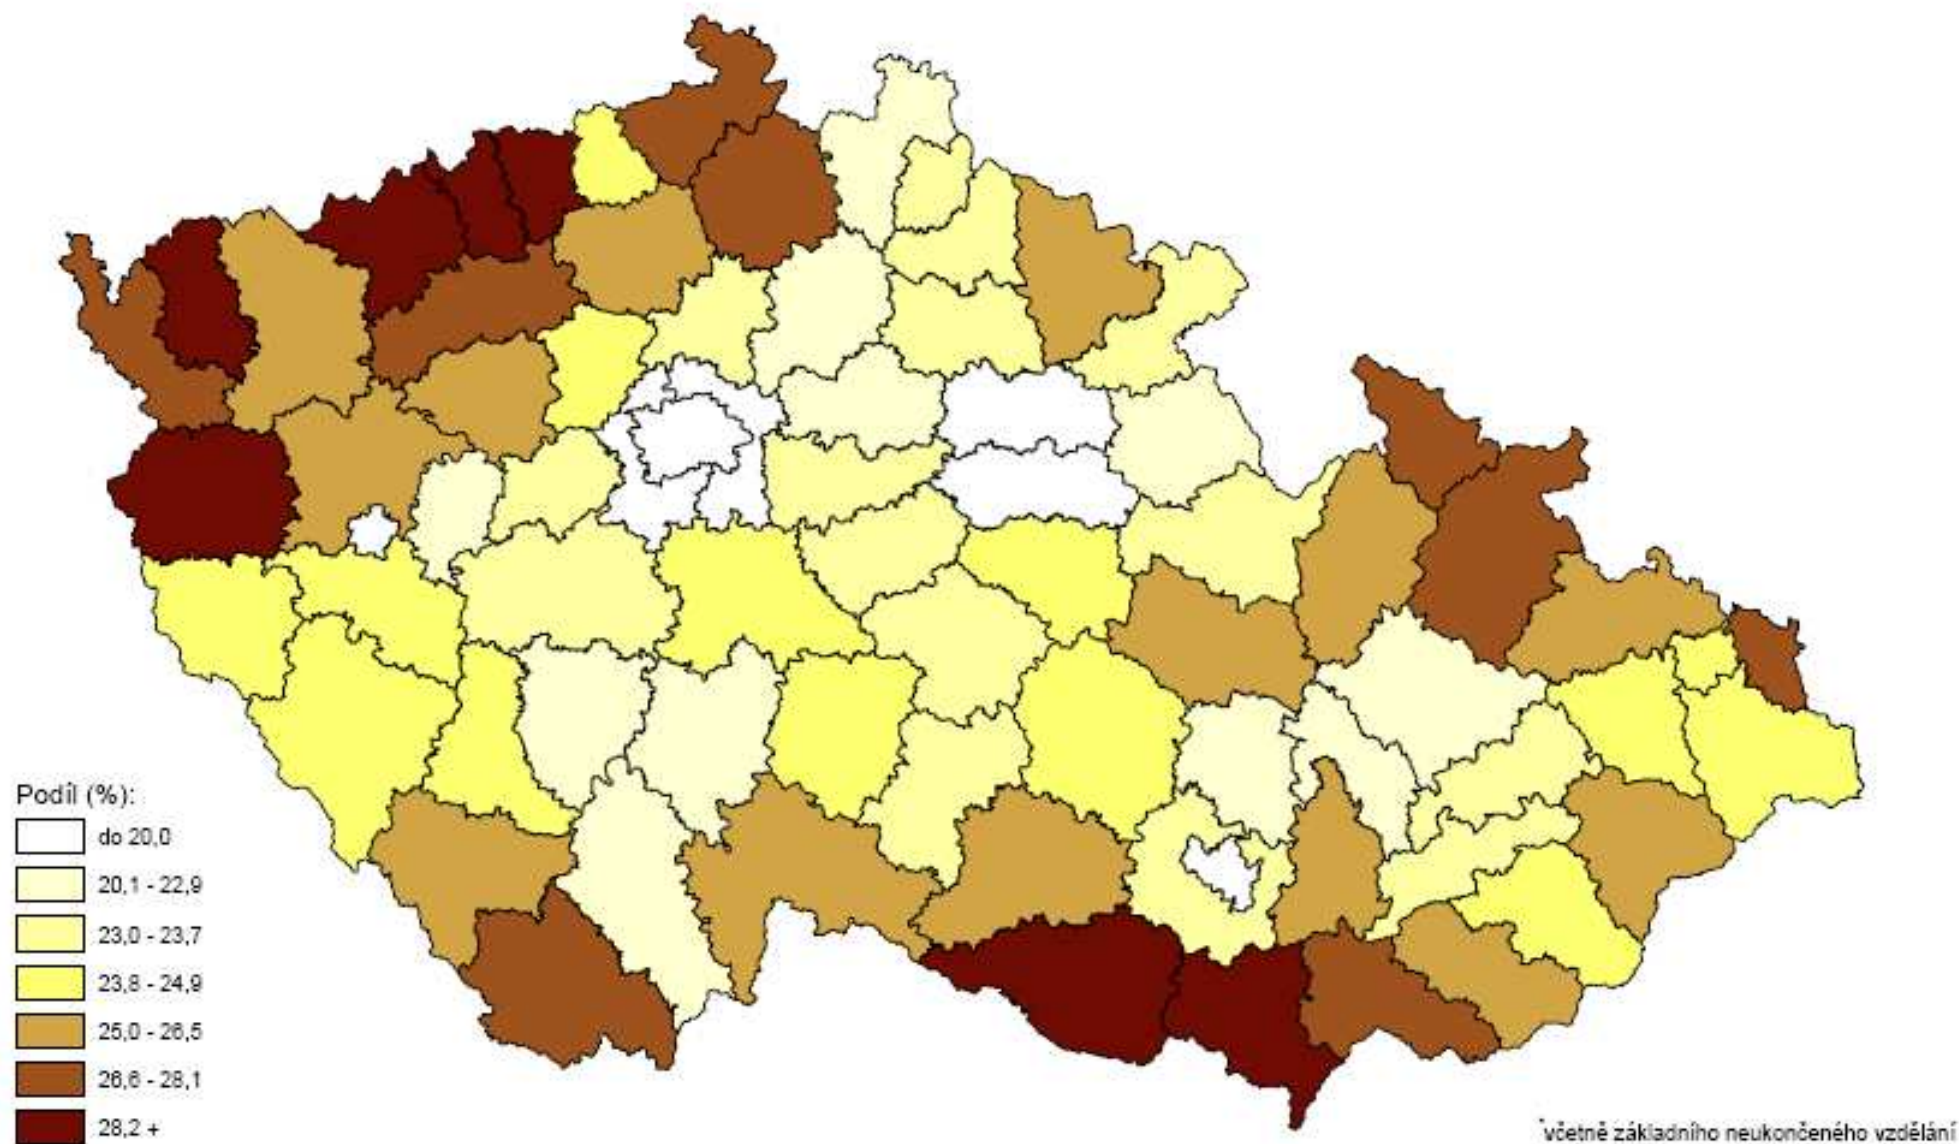 Podíl (%):
do 20,0
20,1 - 22,9
23,0 - 23,7
23,8 - 24,9
25,0 - 26,5
26,6 - 28,1
28,2 +
*včetně základního neukončeného vzdělání